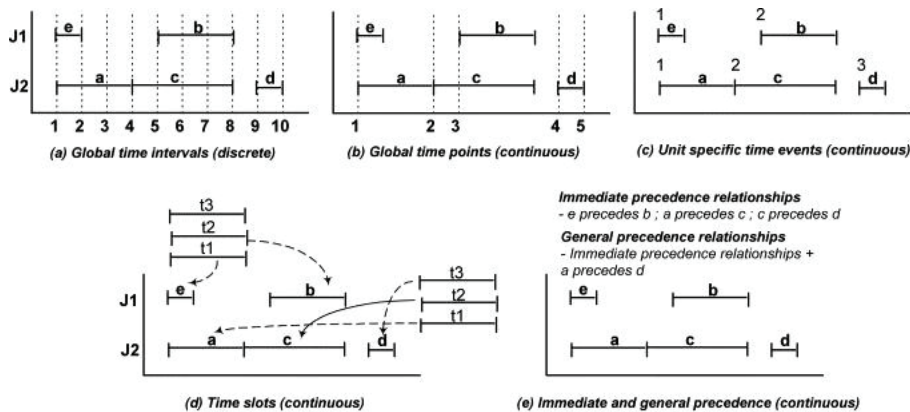 J1
e
b
J2
a
c
d
1 2 3 4 5 6 7 8 9 10
(a) Global time intervals (discrete)
e
b
a
c
d
1 2 3 4 5
(b) Global time points (continuous)
1
2
e
b
1
2
3
a
c
d
(c) Unit specific time events (continuous)
t3
t2
t1
J1
e
b
t3
t2
t1
J2
a
c
d
(d) Time slots (continuous)
Immediate precedence relationships
- e precedes b ; a precedes c ; c precedes d
General precedence relationships
- Immediate precedence relationships +
a precedes d
e
b
a
c
d
(e) Immediate and general precedence (continuous)